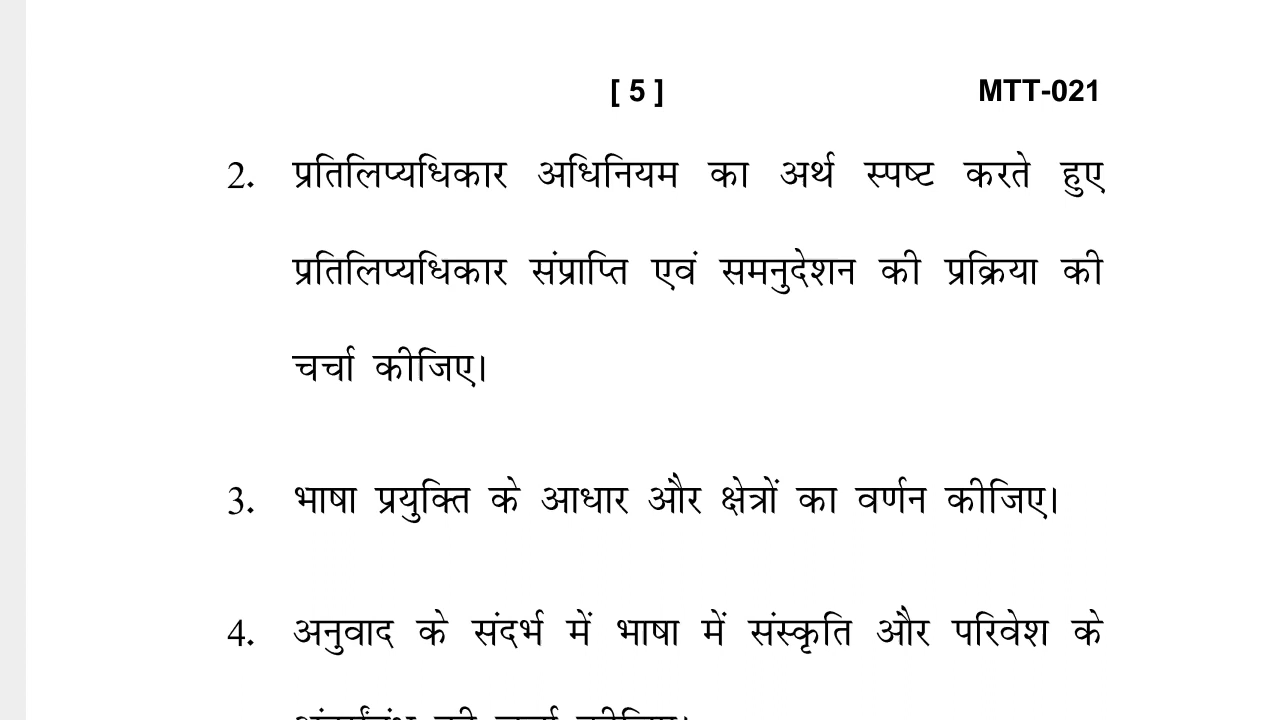 [ 5 ] MTT-021
2. प्रतिलिप्यधिकार अधिनियम का अर्थ स्पष्ट करते हुए
प्रतिलिप्यधिकार संप्राप्ति एवं समनुदेशन की प्रक्रिया की
चर्चा कीजिए।
3. भाषा प्रयुक्ति के आधार और क्षेत्रों का वर्णन कीजिए।
4. अनुवाद के संदर्भ में भाषा में संस्कृति और परिवेश के
की चर्चा कीजिए।